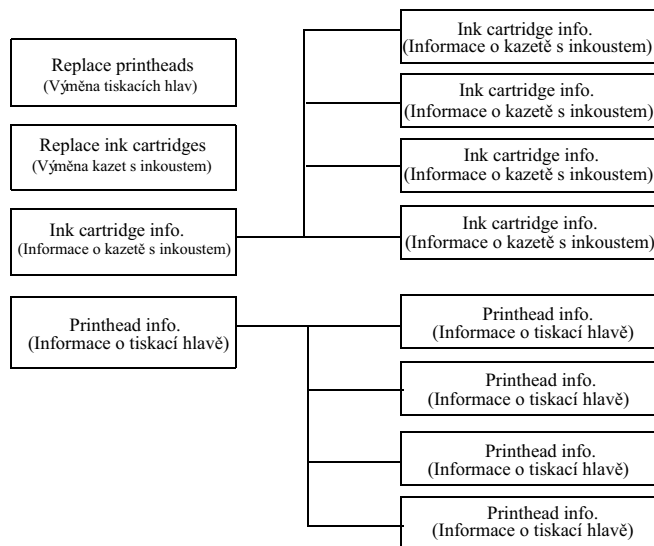 Replace printheads
(Výměna tiskacích hlav)
Replace ink cartridges
(Výměna kazet s inkoustem)
Ink cartridge info.
(Informace o kazetě s inkoustem)
Printhead info.
(Informace o tiskací hlavě)
Ink cartridge info.
(Informace o kazetě s inkoustem)
Ink cartridge info.
(Informace o kazetě s inkoustem)
Ink cartridge info.
(Informace o kazetě s inkoustem)
Ink cartridge info.
(Informace o kazetě s inkoustem)
Printhead info.
(Informace o tiskací hlavě)
Printhead info.
(Informace o tiskací hlavě)
Printhead info.
(Informace o tiskací hlavě)
Printhead info.
(Informace o tiskací hlavě)